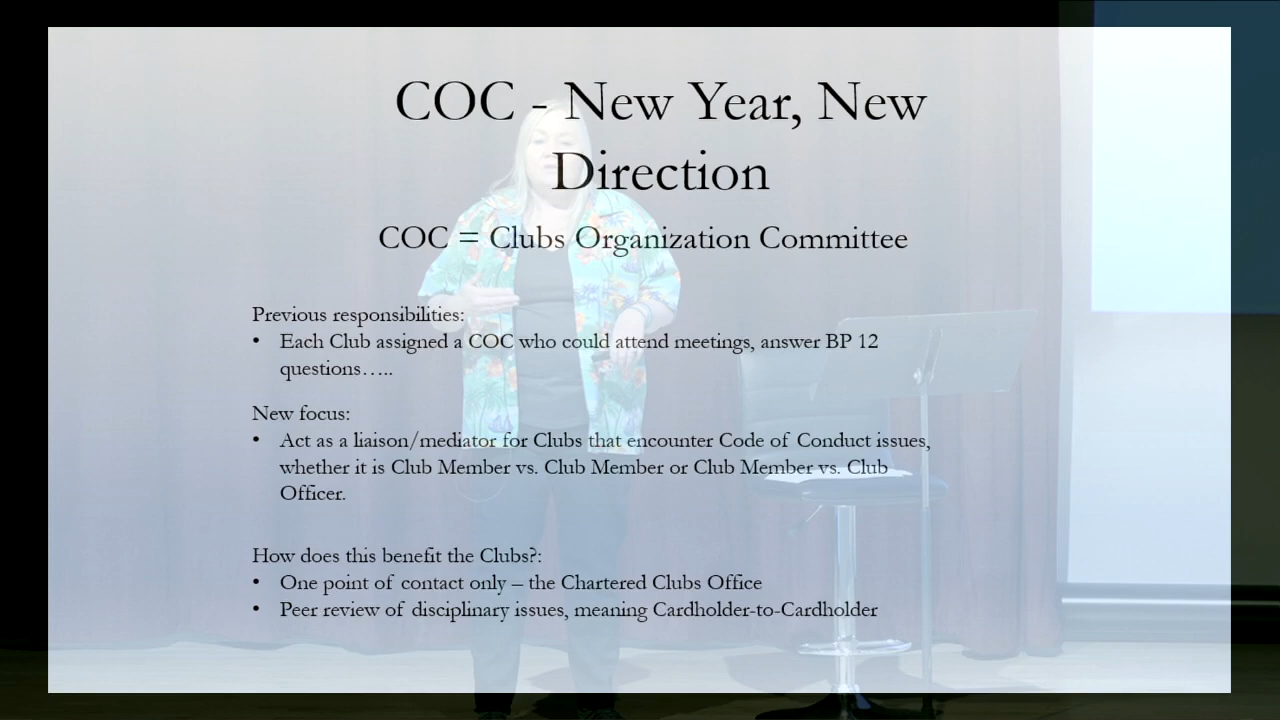 COC - New Year, New
Direction
COC = Clubs Organization Committee
Previous responsibilities:
• Each Club assigned a COC who could attend meetings, answer BP 12
questions…..
New focus:
• Act as a liaison/mediator for Clubs that encounter Code of Conduct issues,
whether it is Club Member vs. Club Member or Club Member vs. Club
Officer.
How does this benefit the Clubs?:
• One point of contact only – the Chartered Clubs Office
• Peer review of disciplinary issues, meaning Cardholder-to-Cardholder